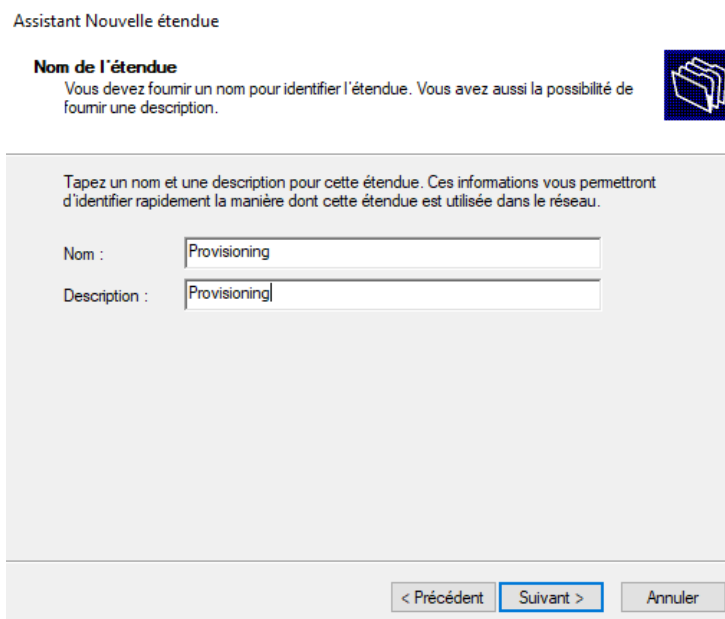 Assistant Nouvelle étendue
Nom de l'étendue
Vous devez fournir un nom pour identifier l'étendue. Vous avez aussi la possibilité de
fournir une description.
Tapez un nom et une description pour cette étendue. Ces informations vous permettront
d'identifier rapidement la manière dont cette étendue est utilisée dans le réseau.
Nom : Provisioning
Description : Provisioning
< Précédent Suivant > Annuler